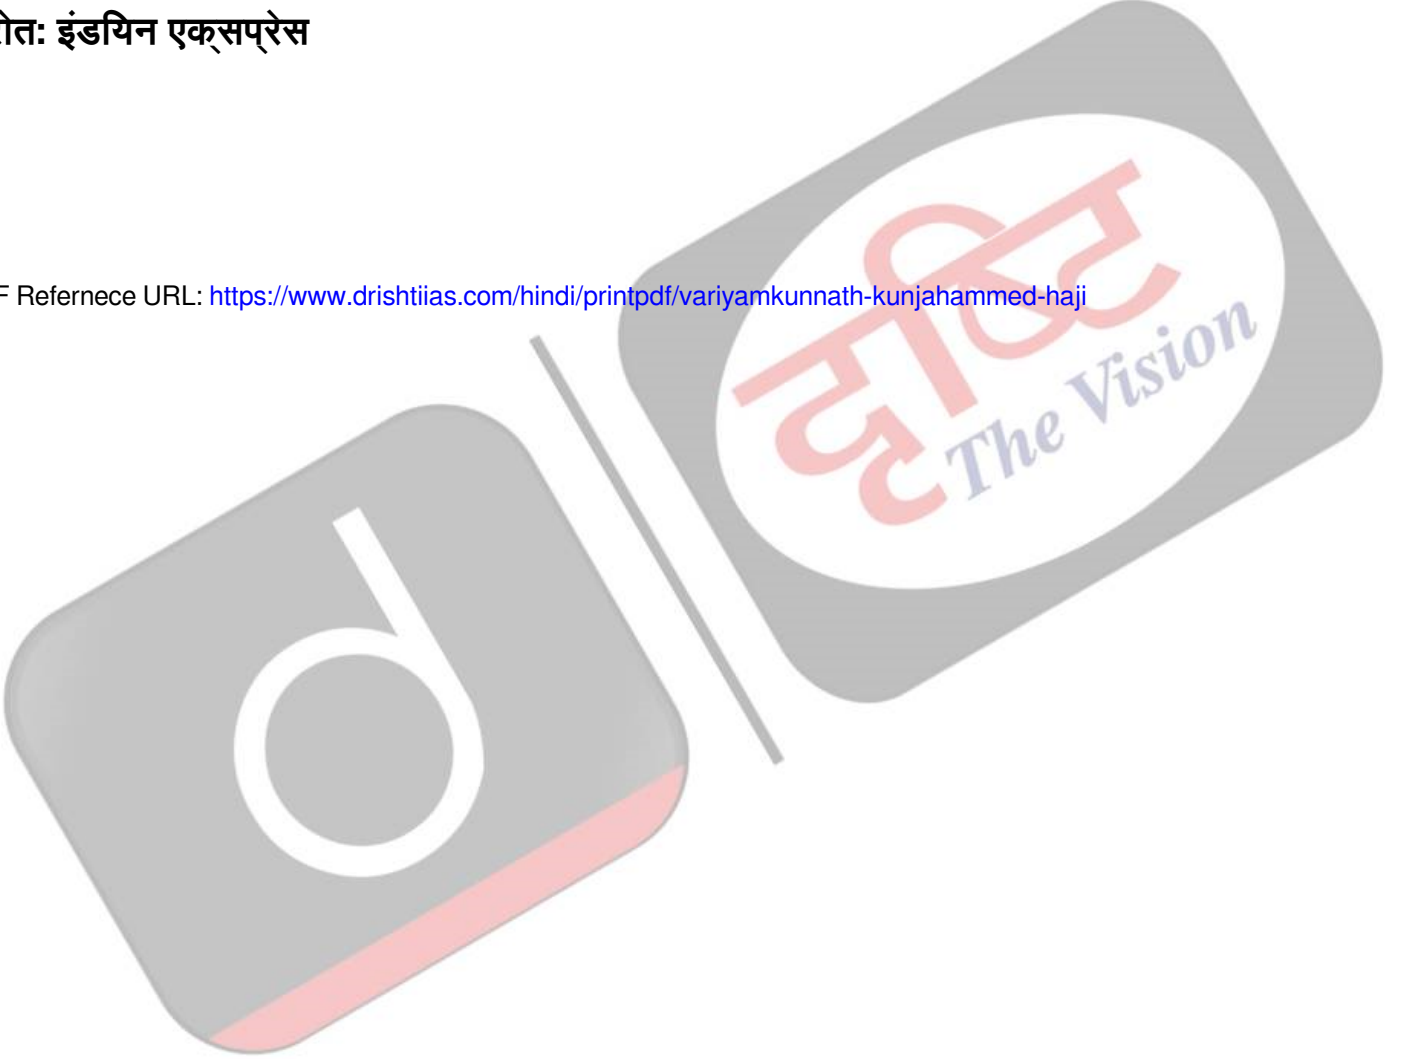 रोत: इंडियन एक्सप्रेस
F Refernece URL: https://www.drishtiias.com/hindi/printpdf/variyamkunnath-kunjahammed-haji
दृष्टि
The Vision
d